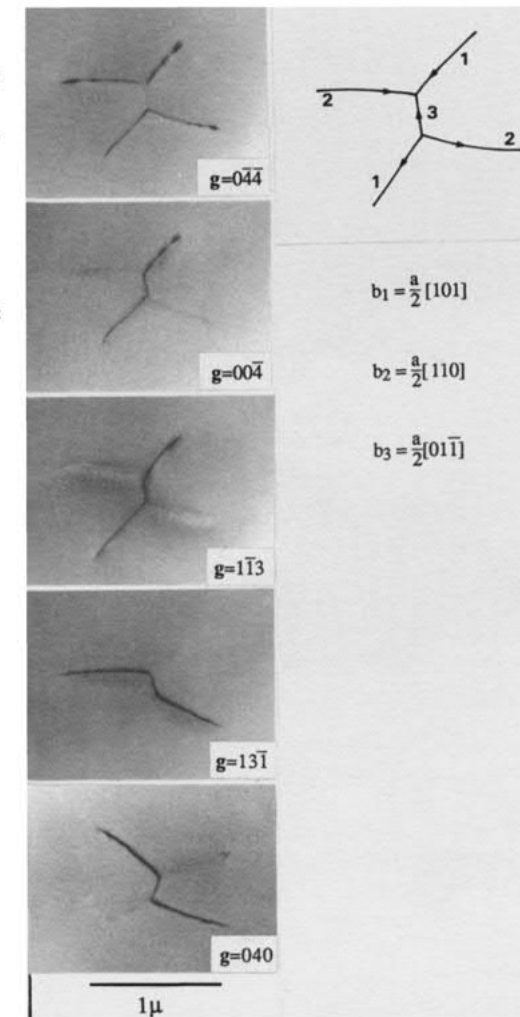 g=04̄4̄
1
2
3
1
2
g=004̄
b₁ = a/2 [101]
b₂ = a/2 [110]
g=11̄3
b₃ = a/2 [011̄]
g=131̄
g=040
1μ